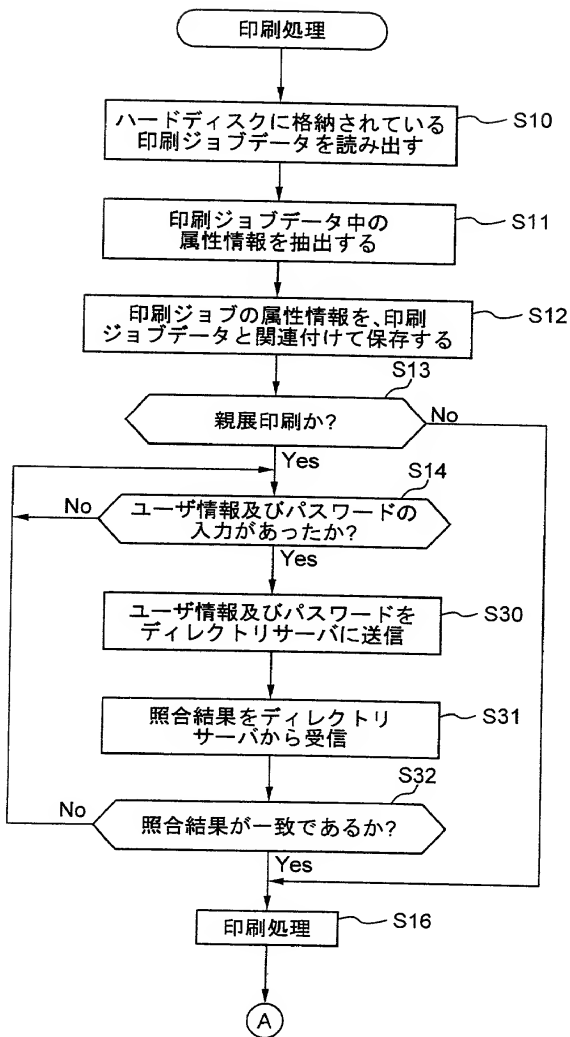 印刷処理
ハードディスクに格納されている
印刷ジョブデータを読み出す
S10
印刷ジョブデータ中の
属性情報を抽出する
S11
印刷ジョブの属性情報を、印刷
ジョブデータと関連付けて保存する
S12
S13
親展印刷か?
No
Yes
S14
No
ユーザ情報及びパスワードの
入力があったか?
Yes
ユーザ情報及びパスワードを
ディレクトリサーバに送信
S30
照合結果をディレクトリ
サーバから受信
S31
S32
No
照合結果が一致であるか?
Yes
印刷処理
S16
A